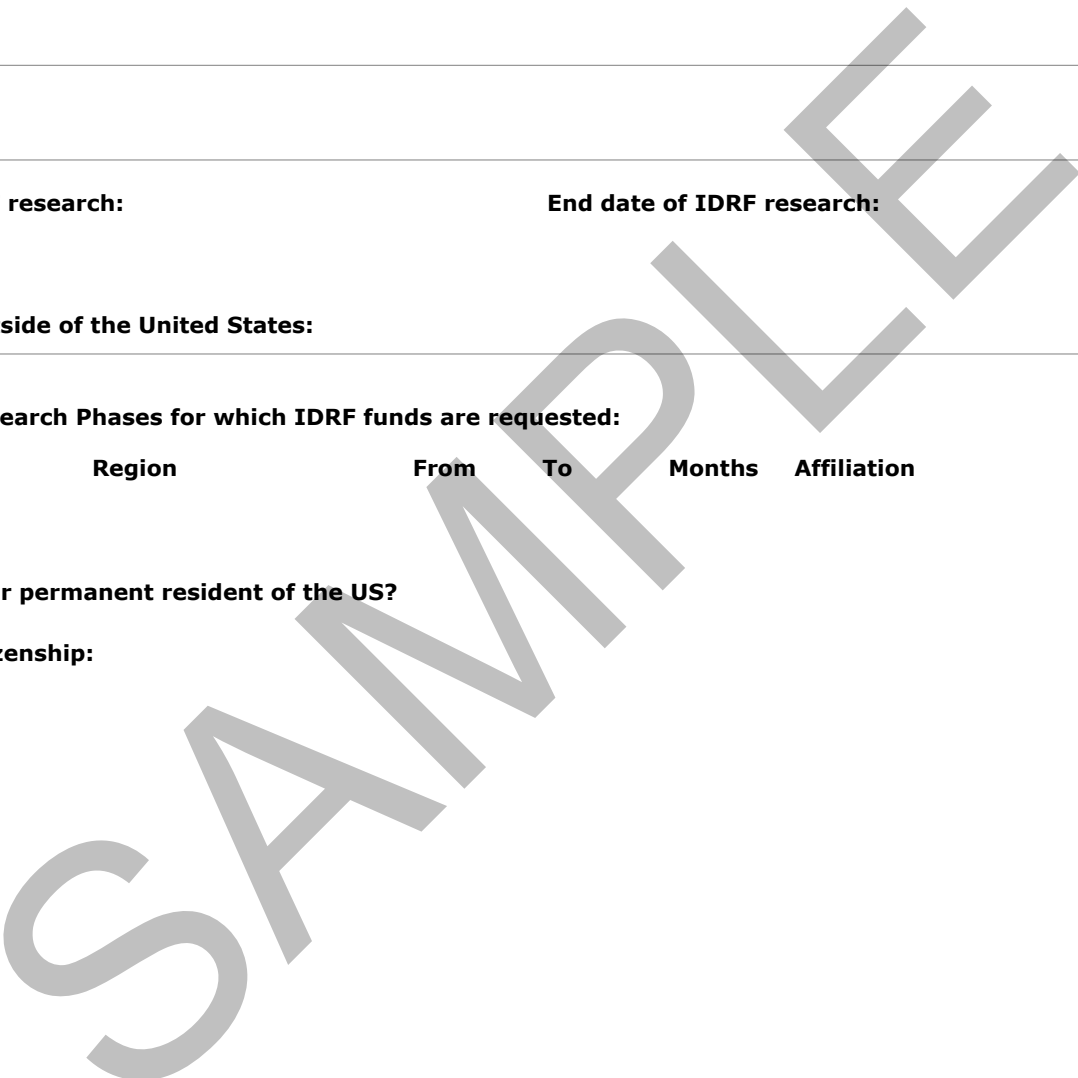 research: End date of IDRF research:
side of the United States:
earch Phases for which IDRF funds are requested:
Region From To Months Affiliation
r permanent resident of the US?
zenship:
SAMPLE